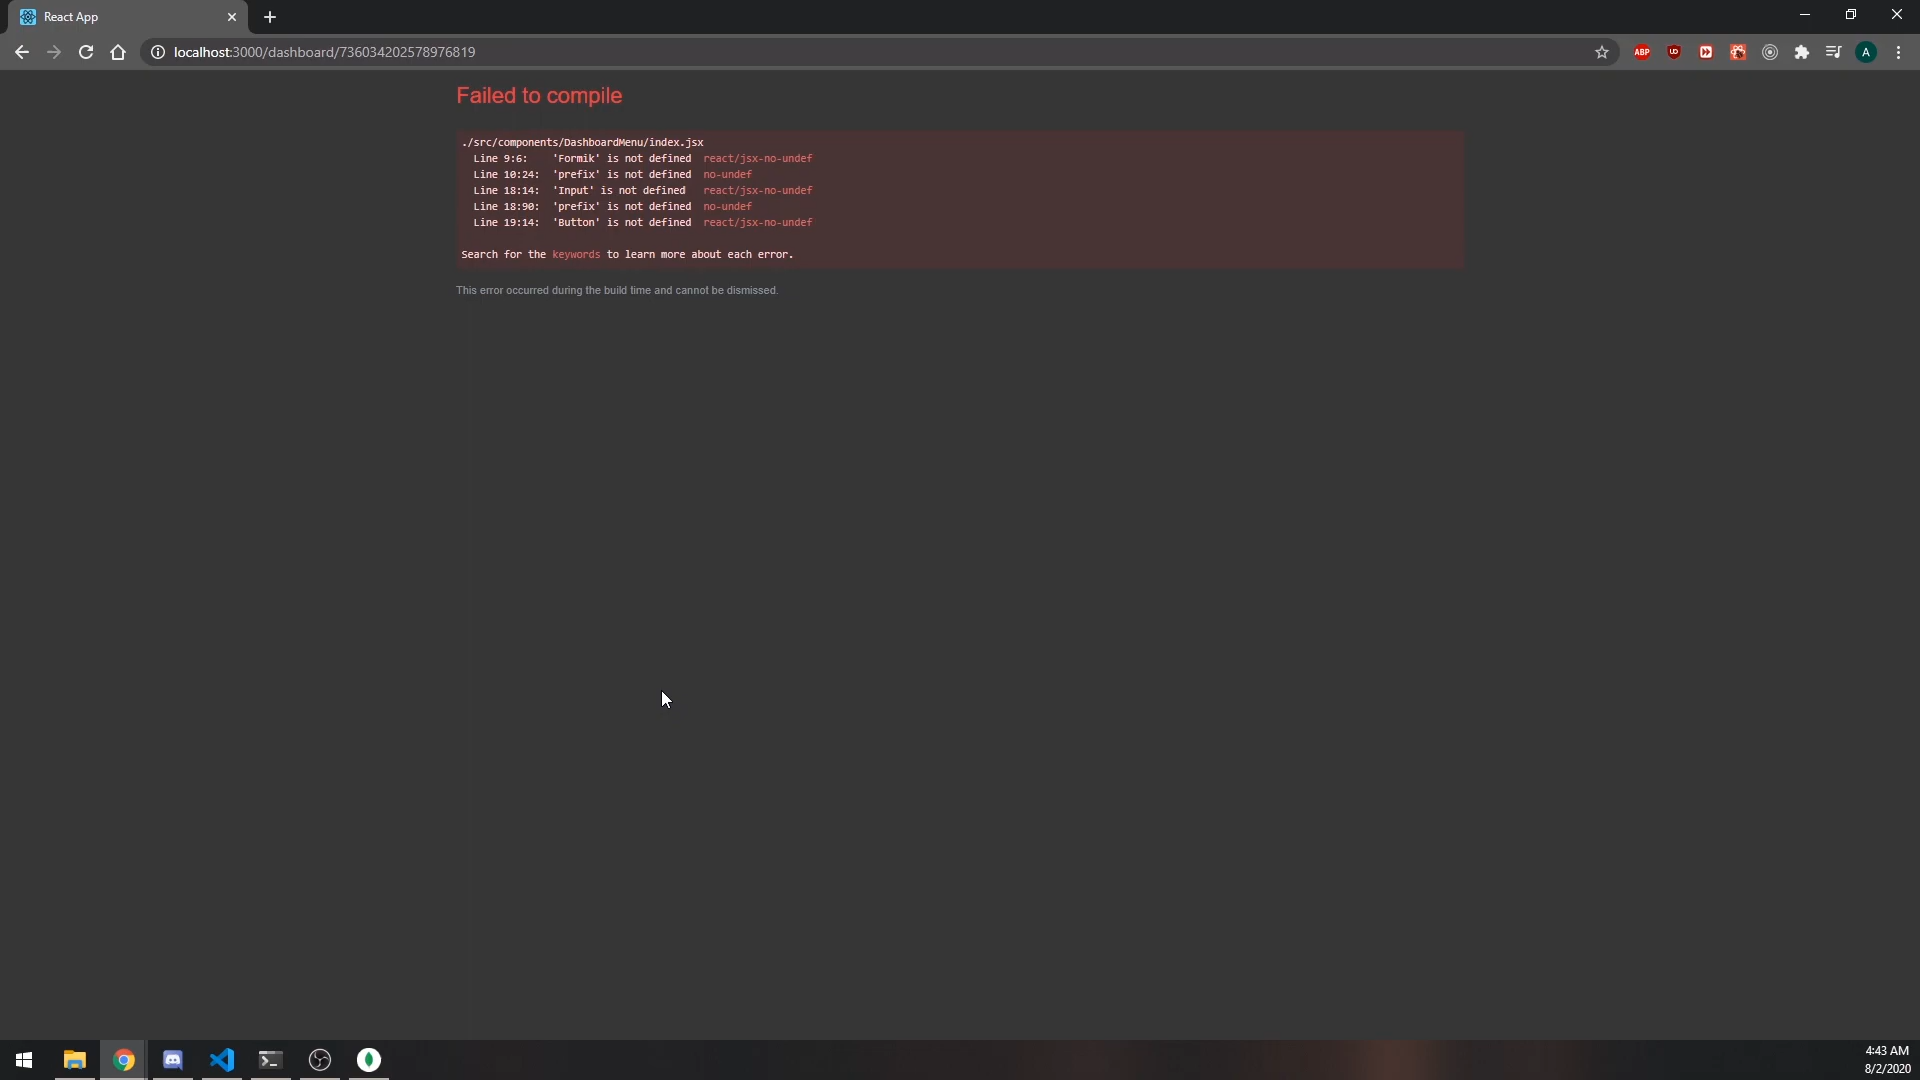 React App
localhost:3000/dashboard/736034202578976819
ABP
A
Failed to compile
./src/components/DashboardMenu/index.jsx
Line 9:6: 'Formik' is not defined react/jsx-no-undef
Line 10:24: 'prefix' is not defined no-undef
Line 18:14: 'Input' is not defined react/jsx-no-undef
Line 18:90: 'prefix' is not defined no-undef
Line 19:14: 'Button' is not defined react/jsx-no-undef
Search for the keywords to learn more about each error.
This error occurred during the build time and cannot be dismissed.
4:43 AM
8/2/2020